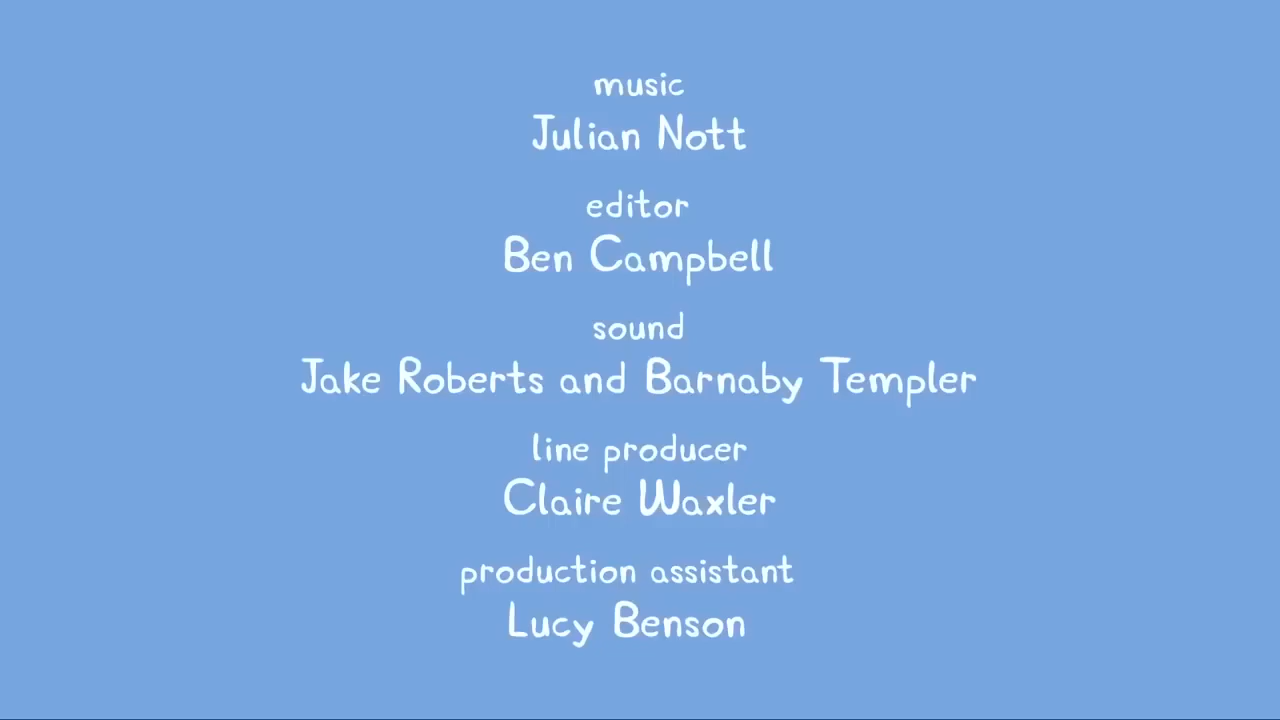 music
Julian Nott
editor
Ben Campbell
sound
Jake Roberts and Barnaby Templer
line producer
Claire Waxler
production assistant
Lucy Benson